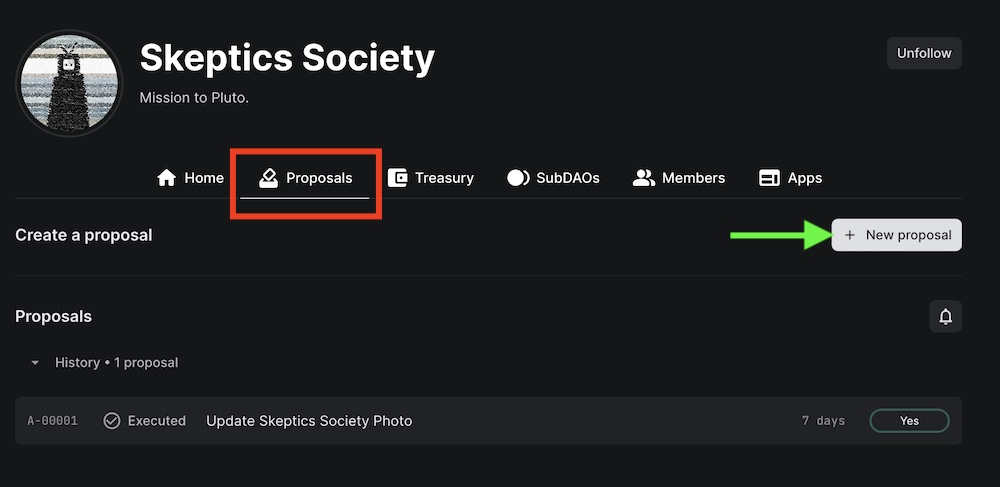 Skeptics Society
Unfollow
Mission to Pluto.
Home Proposals Treasury SubDAOs Members Apps
Create a proposal
+ New proposal
Proposals
History • 1 proposal
A-00001 Executed Update Skeptics Society Photo 7 days Yes